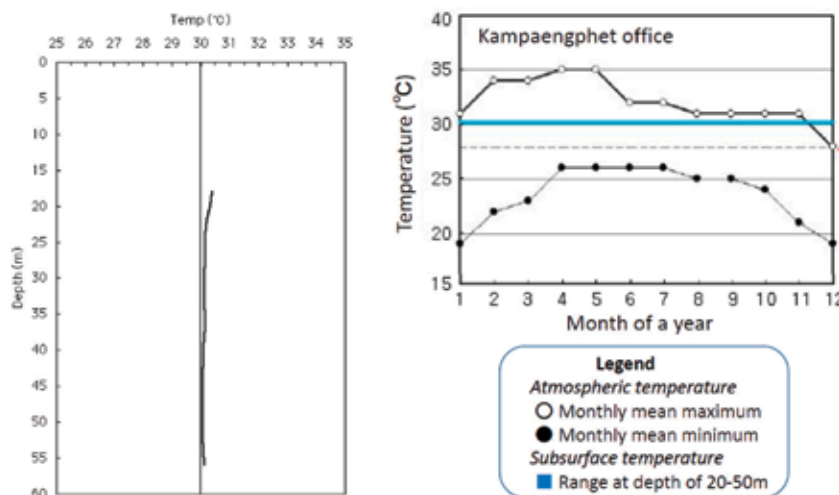 Temp (°C)
25 26 27 28 29 30 31 32 33 34 35
0
5
10
15
20
25
30
35
40
45
50
55
60
Depth(m)
Kampaengphet office
40
35
30
25
20
15
Temperature (°C)
1 2 3 4 5 6 7 8 9 10 11 12
Month of a year
Legend
Atmospheric temperature
Monthly mean maximum
Monthly mean minimum
Subsurface temperature
Range at depth of 20-50m